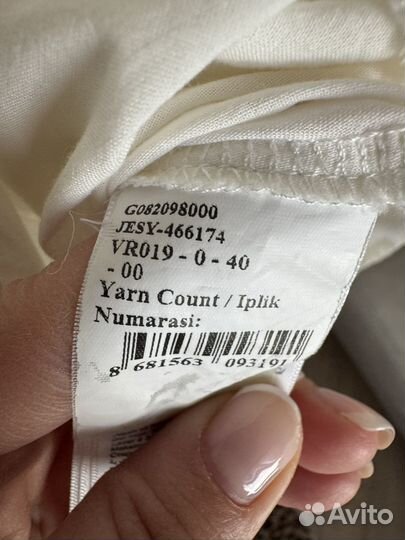 G082098000
JESY-466174
VR019 - 0 - 40
- 00
Yarn Count / Iplik
Numarasi:
8 681563 093191
Avito